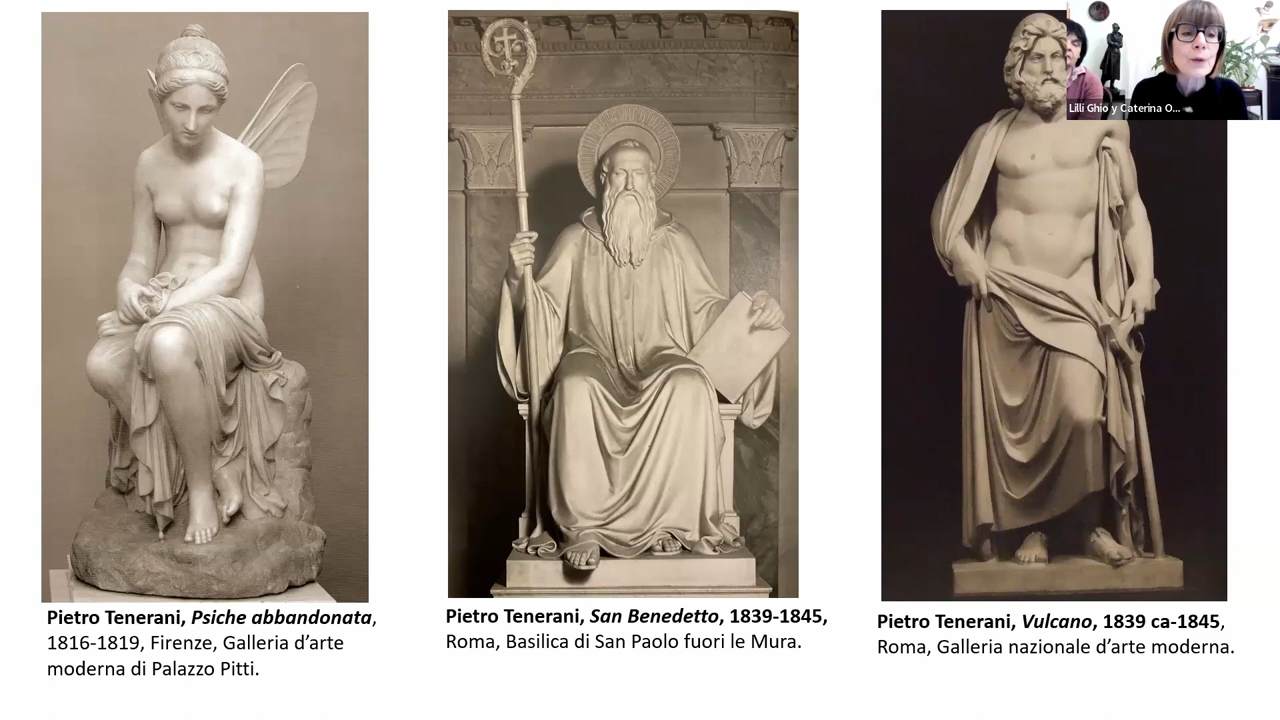 Lilli Ghio y Caterina O...
Pietro Tenerani, Psiche abbandonata,
1816-1819, Firenze, Galleria d’arte
moderna di Palazzo Pitti.
Pietro Tenerani, San Benedetto, 1839-1845,
Roma, Basilica di San Paolo fuori le Mura.
Pietro Tenerani, Vulcano, 1839 ca-1845,
Roma, Galleria nazionale d’arte moderna.